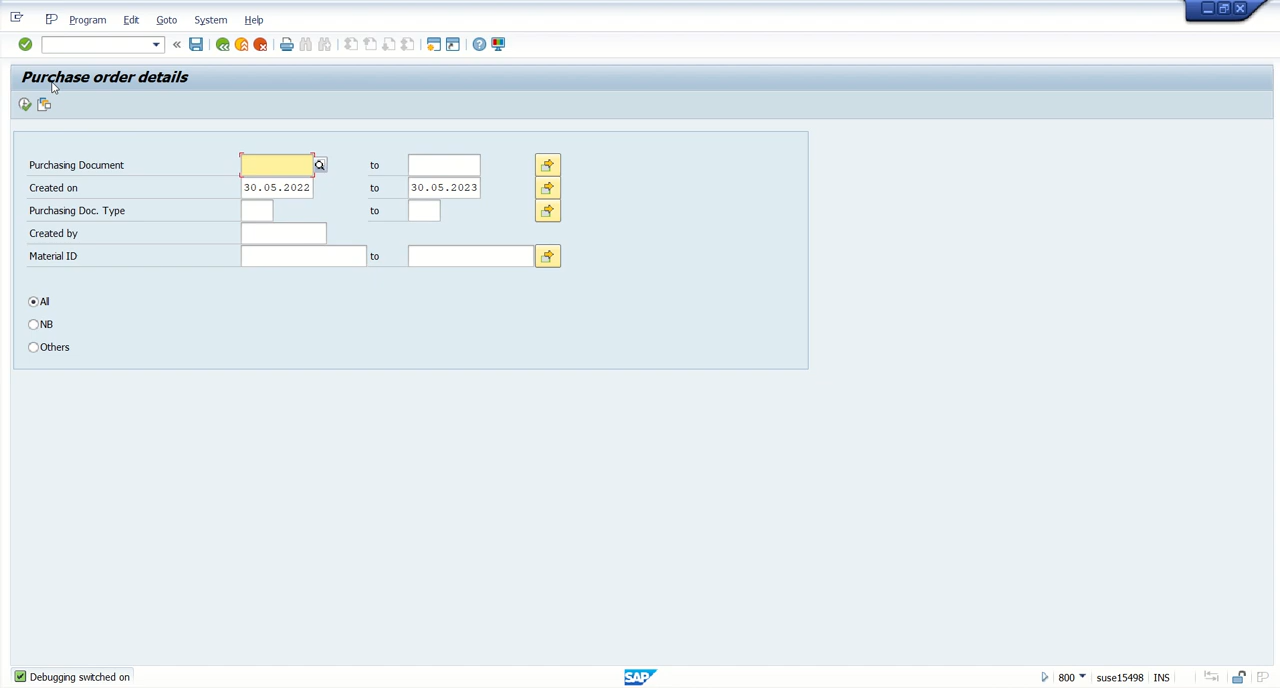 Program Edit Goto System Help
Purchase order details
Purchasing Document to
Created on 30.05.2022 to 30.05.2023
Purchasing Doc. Type to
Created by
Material ID to
All
NB
Others
Debugging switched on SAP 800 suse15498 INS